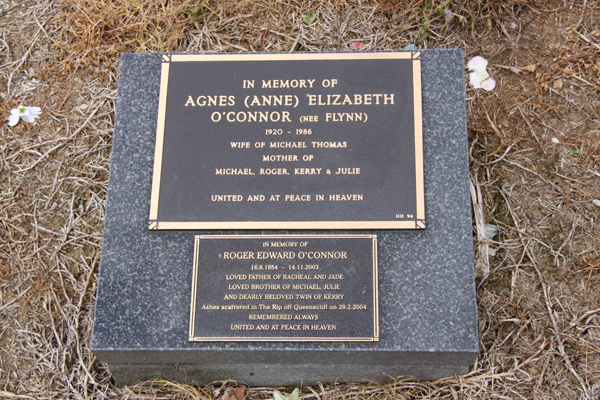 IN MEMORY OF
AGNES (ANNE) ELIZABETH
O'CONNOR (NEE FLYNN)
1920 - 1986
WIFE OF MICHAEL THOMAS
MOTHER OF
MICHAEL, ROGER, KERRY & JULIE
UNITED AND AT PEACE IN HEAVEN
IN MEMORY OF
ROGER EDWARD O'CONNOR
16.8.1954 - 14.11.2003
LOVED FATHER OF RACHEAL AND JADE
LOVED BROTHER OF MICHAEL, JULIE
AND DEARLY BELOVED TWIN OF KERRY
Ashes scattered in The Rip off Queenscliff on 29.2.2004
REMEMBERED ALWAYS
UNITED AND AT PEACE IN HEAVEN